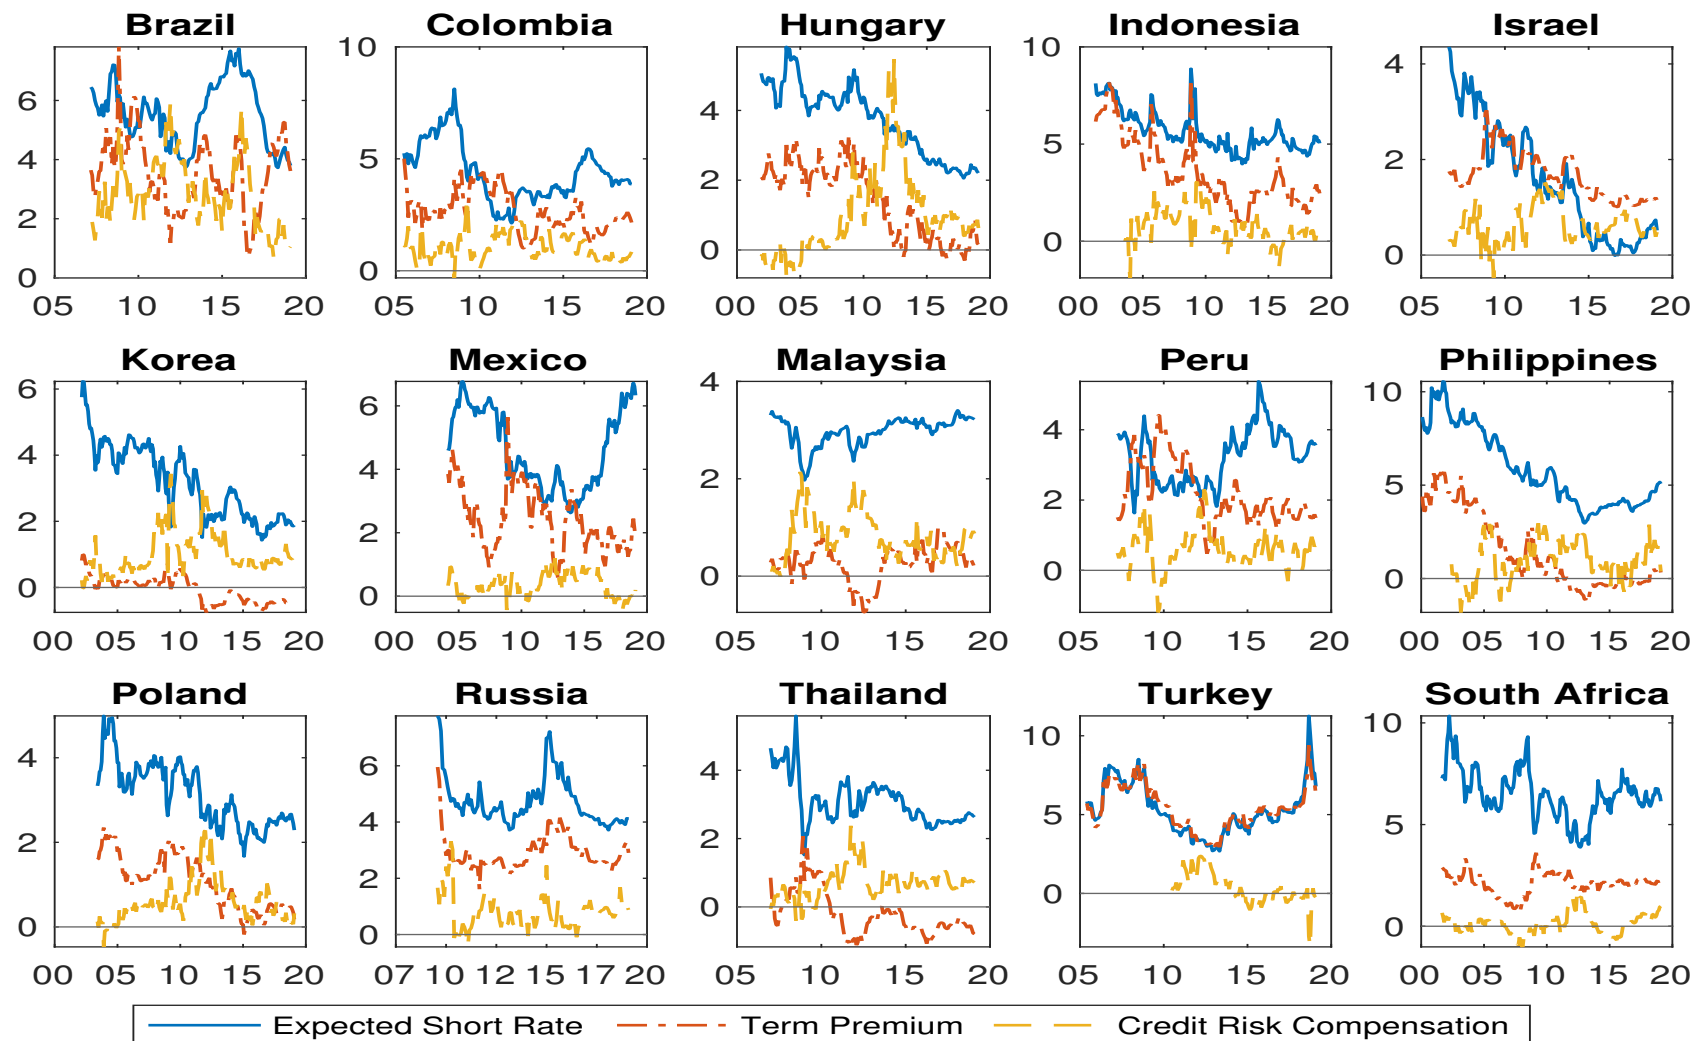 Brazil Colombia Hungary Indonesia Israel
6 4 2 0
05 10 15 20
10 5 0
05 10 15 20
4 2 0
00 05 10 15 20
10 5 0
00 05 10 15 20
4 2 0
05 10 15 20
Korea Mexico Malaysia Peru Philippines
6 4 2 0
00 05 10 15 20
6 4 2 0
05 10 15 20
4 2 0
05 10 15 20
4 2 0
05 10 15 20
10 5 0
00 05 10 15 20
Poland Russia Thailand Turkey South Africa
4 2 0
00 05 10 15 20
6 4 2 0
07 10 12 15 17 20
4 2 0
05 10 15 20
10 5 0
05 10 15 20
10 5 0
00 05 10 15 20
Expected Short Rate Term Premium Credit Risk Compensation